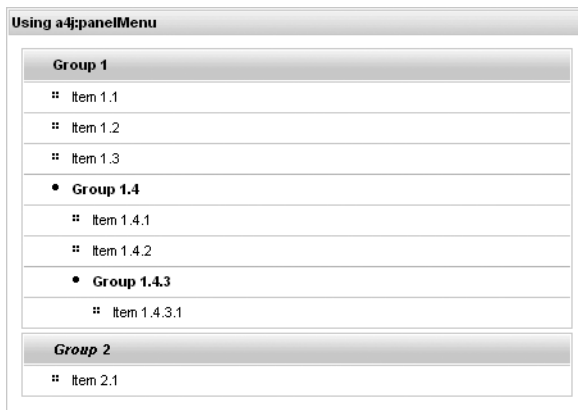 Using a4j:panelMenu
Group 1
Item 1.1
Item 1.2
Item 1.3
Group 1.4
Item 1.4.1
Item 1.4.2
Group 1.4.3
Item 1.4.3.1
Group 2
Item 2.1